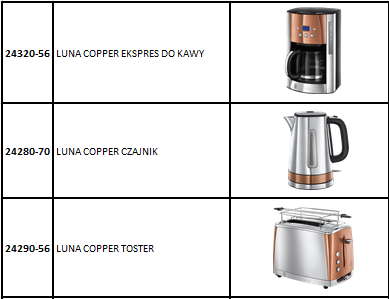 24320-56 LUNA COPPER EKSPRES DO KAWY
24280-70 LUNA COPPER CZAJNIK
24290-56 LUNA COPPER TOSTER